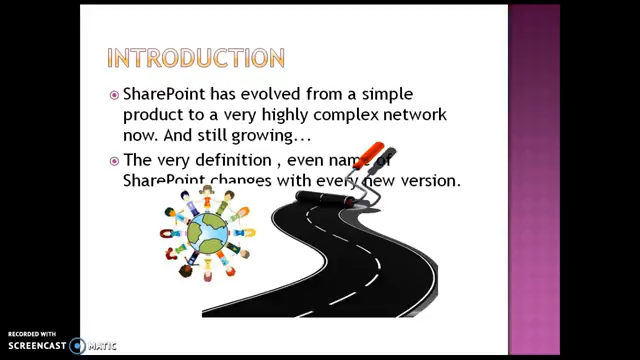 INTRODUCTION
SharePoint has evolved from a simple
product to a very highly complex network
now. And still growing...
The very definition , even name of
SharePoint changes with every new version.
RECORDED WITH
SCREENCAST MATIC